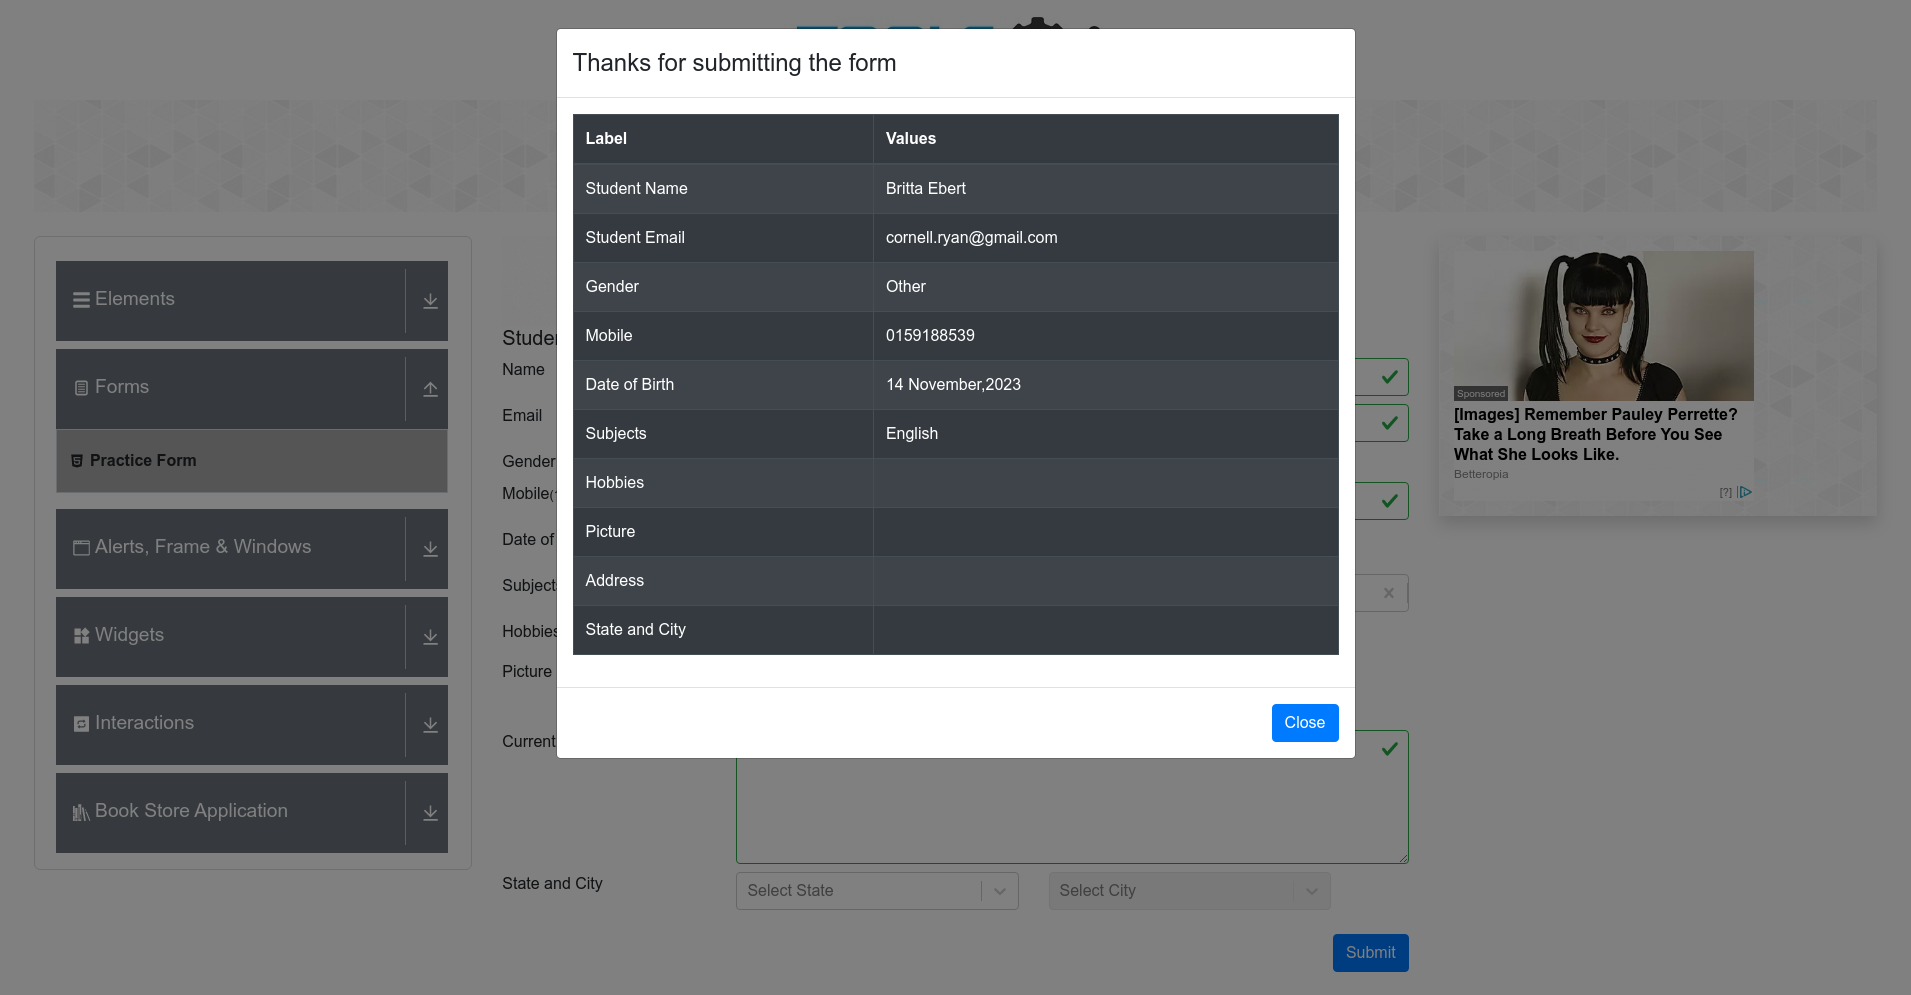 Thanks for submitting the form
Label Values
Student Name Britta Ebert
Student Email cornell.ryan@gmail.com
Gender Other
Mobile 0159188539
Date of Birth 14 November,2023
Subjects English
Hobbies
Picture
Address
State and City
Close
Elements
Forms
Practice Form
Alerts, Frame & Windows
Widgets
Interactions
Book Store Application
Name
Email
Gender
Mobile
Date of
Hobbies
Picture
Current
State and City
Select State
Select City
Submit
Sponsored
[Images] Remember Pauley Perrette?
Take a Long Breath Before You See
What She Looks Like.
Betteropia
[?]